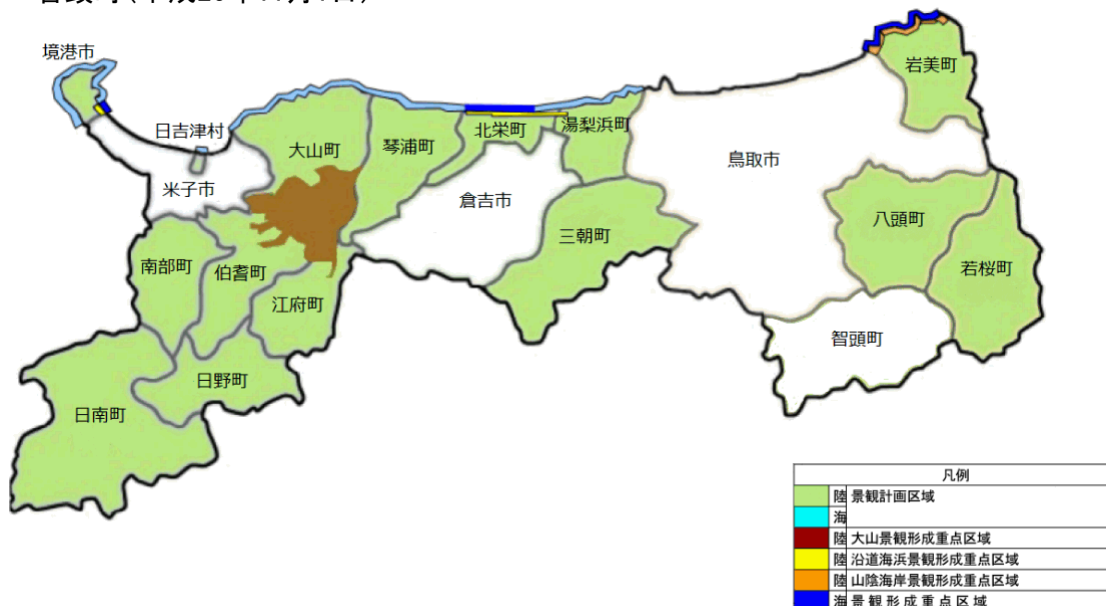 境港市
岩美町
日吉津村
大山町
琴浦町
北栄町
湯梨浜町
鳥取市
米子市
倉吉市
八頭町
三朝町
南部町
伯耆町
若桜町
江府町
智頭町
日野町
日南町
凡例
陸 景観計画区域
海
陸 大山景観形成重点区域
陸 沿道海浜景観形成重点区域
陸 山陰海岸景観形成重点区域
海 景観形成重点区域